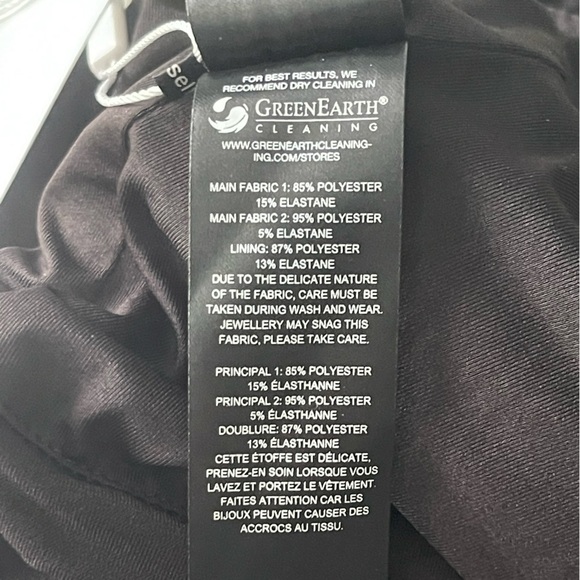 sel
FOR BEST RESULTS, WE
RECOMMEND DRY CLEANING IN
GREENEARTH®
CLEANING
WWW.GREENEARTHCLEANING-
ING.COM/STORES
MAIN FABRIC 1: 85% POLYESTER
15% ELASTANE
MAIN FABRIC 2: 95% POLYESTER
5% ELASTANE
LINING: 87% POLYESTER
13% ELASTANE
DUE TO THE DELICATE NATURE
OF THE FABRIC, CARE MUST BE
TAKEN DURING WASH AND WEAR.
JEWELLERY MAY SNAG THIS
FABRIC, PLEASE TAKE CARE.
PRINCIPAL 1: 85% POLYESTER
15% ÉLASTHANNE
PRINCIPAL 2: 95% POLYESTER
5% ÉLASTHANNE
DOUBLURE: 87% POLYESTER
13% ÉLASTHANNE
CETTE ÉTOFFE EST DÉLICATE,
PRENEZ-EN SOIN LORSQUE VOUS
LAVEZ ET PORTEZ LE VÊTEMENT.
FAITES ATTENTION CAR LES
BIJOUX PEUVENT CAUSER DES
ACCROCS AU TISSU.